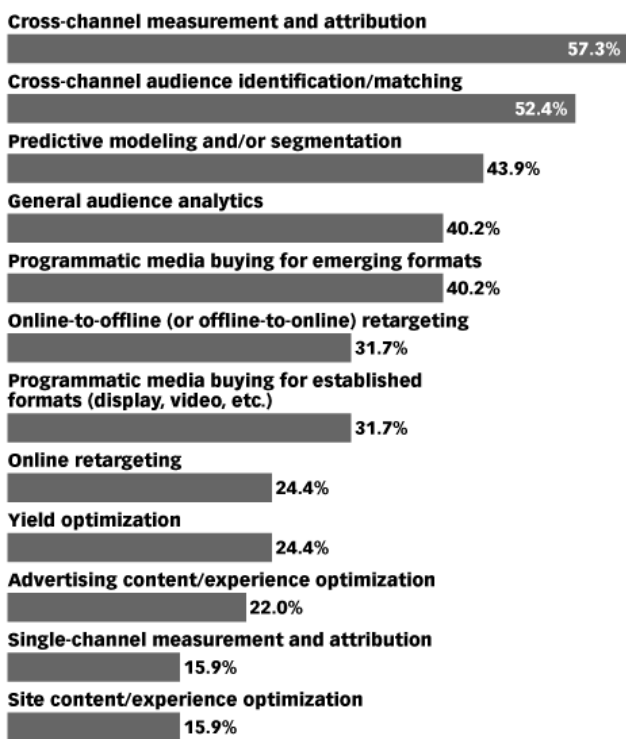 Cross-channel measurement and attribution
57.3%
Cross-channel audience identification/matching
52.4%
Predictive modeling and/or segmentation
43.9%
General audience analytics
40.2%
Programmatic media buying for emerging formats
40.2%
Online-to-offline (or offline-to-online) retargeting
31.7%
Programmatic media buying for established
formats (display, video, etc.)
31.7%
Online retargeting
24.4%
Yield optimization
24.4%
Advertising content/experience optimization
22.0%
Single-channel measurement and attribution
15.9%
Site content/experience optimization
15.9%